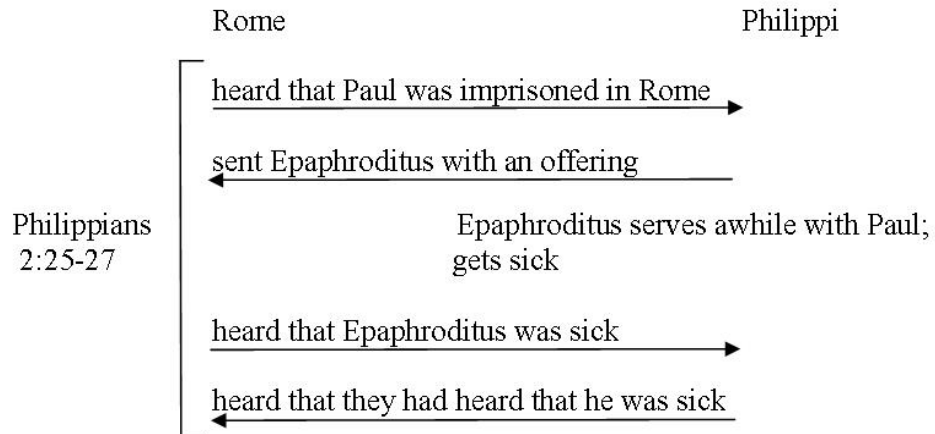 Rome Philippi
heard that Paul was imprisoned in Rome
sent Epaphroditus with an offering
Philippians
2:25-27
Epaphroditus serves awhile with Paul;
gets sick
heard that Epaphroditus was sick
heard that they had heard that he was sick